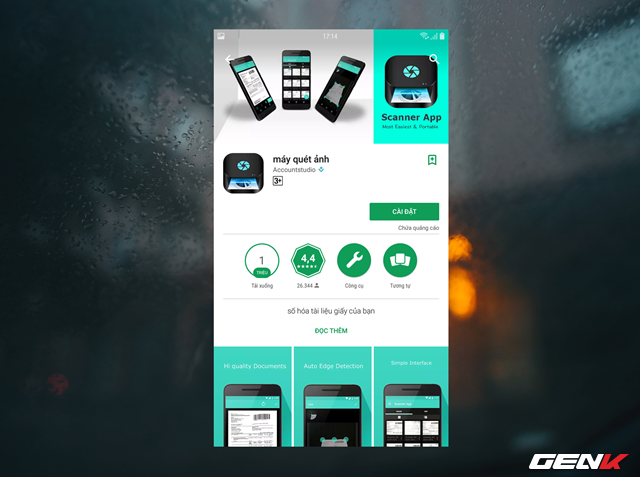 17:14
Scanner App
Most Easiest & Portable
máy quét ảnh
Accountstudio
3+
CÀI ĐẶT
Chứa quảng cáo
1
TRIỆU
4,4
Tải xuống
26.344
Công cụ
Tương tự
số hóa tài liệu giấy của bạn
ĐỌC THÊM
Hi quality Documents
Auto Edge Detection
Simple Interface
GENK